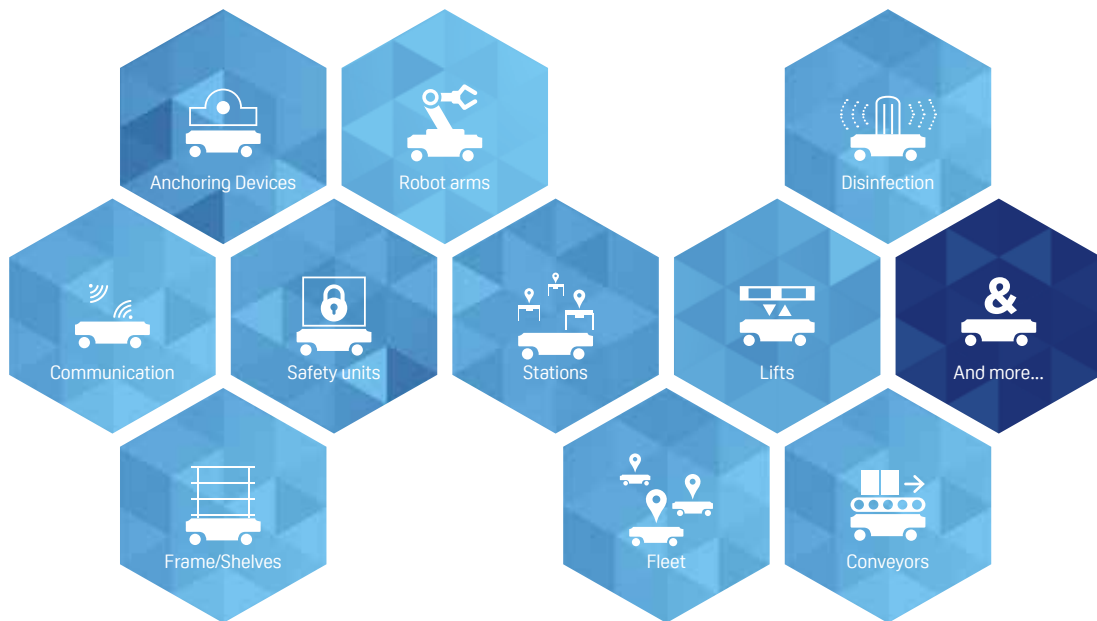 Anchoring Devices
Robot arms
Disinfection
&
Communication
Safety units
Stations
Lifts
And more...
Frame/Shelves
Fleet
Conveyors